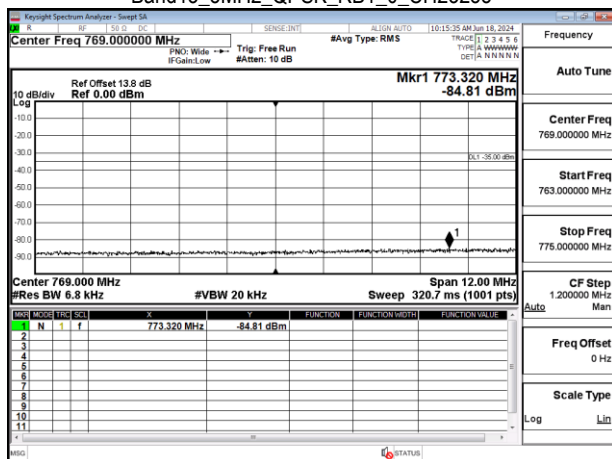 Keysight Spectrum Analyzer - Swept SA
R RF 50 Ω DC SENSE:INT ALIGN AUTO 10:15:35 AM Jun 18, 2024
Center Freq 769.000000 MHz #Avg Type: RMS TRACE 1 2 3 4 5 6
PNO: Wide Trig: Free Run TYPE A WWWWW
IFGain:Low #Atten: 10 dB DET A N N N N N
Mkr1 773.320 MHz
Ref Offset 13.8 dB
10 dB/div Ref 0.00 dBm -84.81 dBm
Log
-10.0
-20.0
-30.0
DL1 -35.00 dBm
-40.0
-50.0
-60.0
-70.0
1
-80.0
-90.0
Center 769.000 MHz Span 12.00 MHz
#Res BW 6.8 kHz #VBW 20 kHz Sweep 320.7 ms (1001 pts)
MKR MODE TRC SCL X Y FUNCTION FUNCTION WIDTH FUNCTION VALUE
1 N 1 f 773.320 MHz -84.81 dBm
2
3
4
5
6
7
8
9
10
11
MSG STATUS
Frequency
Auto Tune
Center Freq
769.000000 MHz
Start Freq
763.000000 MHz
Stop Freq
775.000000 MHz
CF Step
1.200000 MHz
Auto Man
Freq Offset
0 Hz
Scale Type
Log Lin